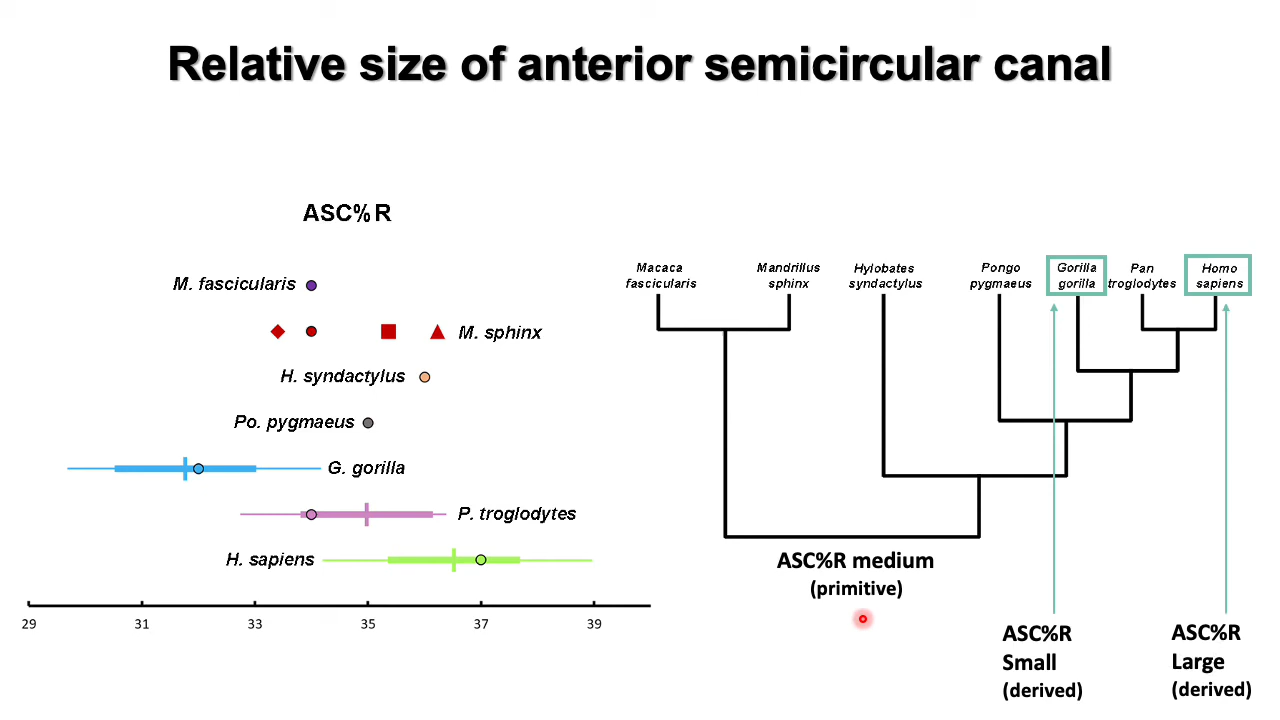 Relative size of anterior semicircular canal
ASC%R
M. fascicularis
M. sphinx
H. syndactylus
Po. pygmaeus
G. gorilla
P. troglodytes
H. sapiens
29 31 33 35 37 39
Macaca
fascicularis
Mandrillus
sphinx
Hylobates
syndactylus
Pongo
pygmaeus
Gorilla
gorilla
Pan
troglodytes
Homo
sapiens
ASC%R medium
(primitive)
ASC%R
Small
(derived)
ASC%R
Large
(derived)